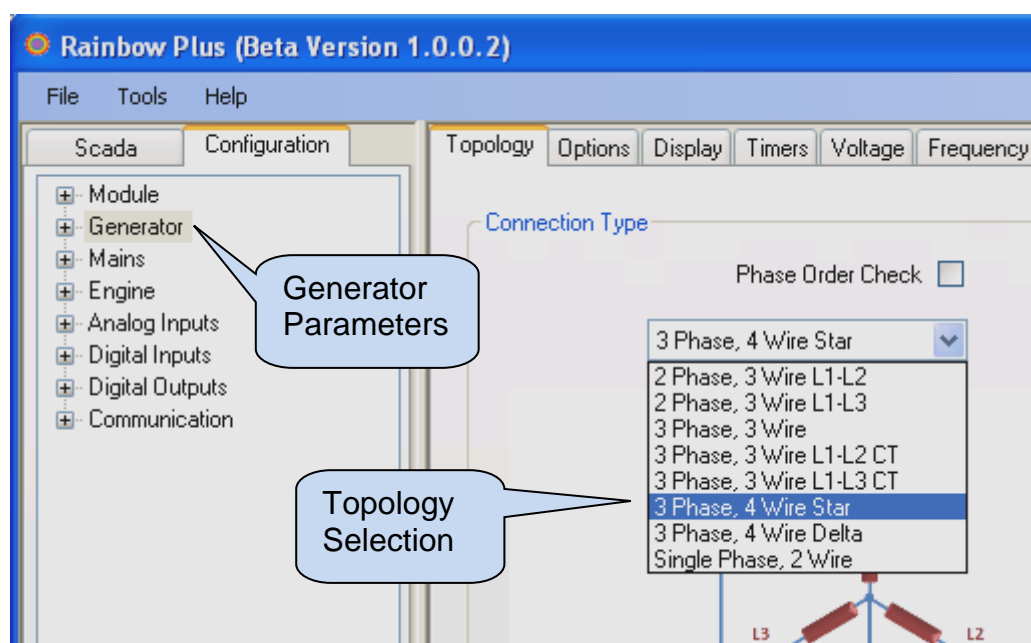 Rainbow Plus (Beta Version 1.0.0.2)
File Tools Help
Scada Configuration
Topology Options Display Timers Voltage Frequency
Module
Generator
Mains
Engine
Analog Inputs
Digital Inputs
Digital Outputs
Communication
Generator
Parameters
Connection Type
Phase Order Check
3 Phase, 4 Wire Star
2 Phase, 3 Wire L1-L2
2 Phase, 3 Wire L1-L3
3 Phase, 3 Wire
3 Phase, 3 Wire L1-L2 CT
3 Phase, 3 Wire L1-L3 CT
3 Phase, 4 Wire Star
3 Phase, 4 Wire Delta
Single Phase, 2 Wire
Topology
Selection
L3 L2